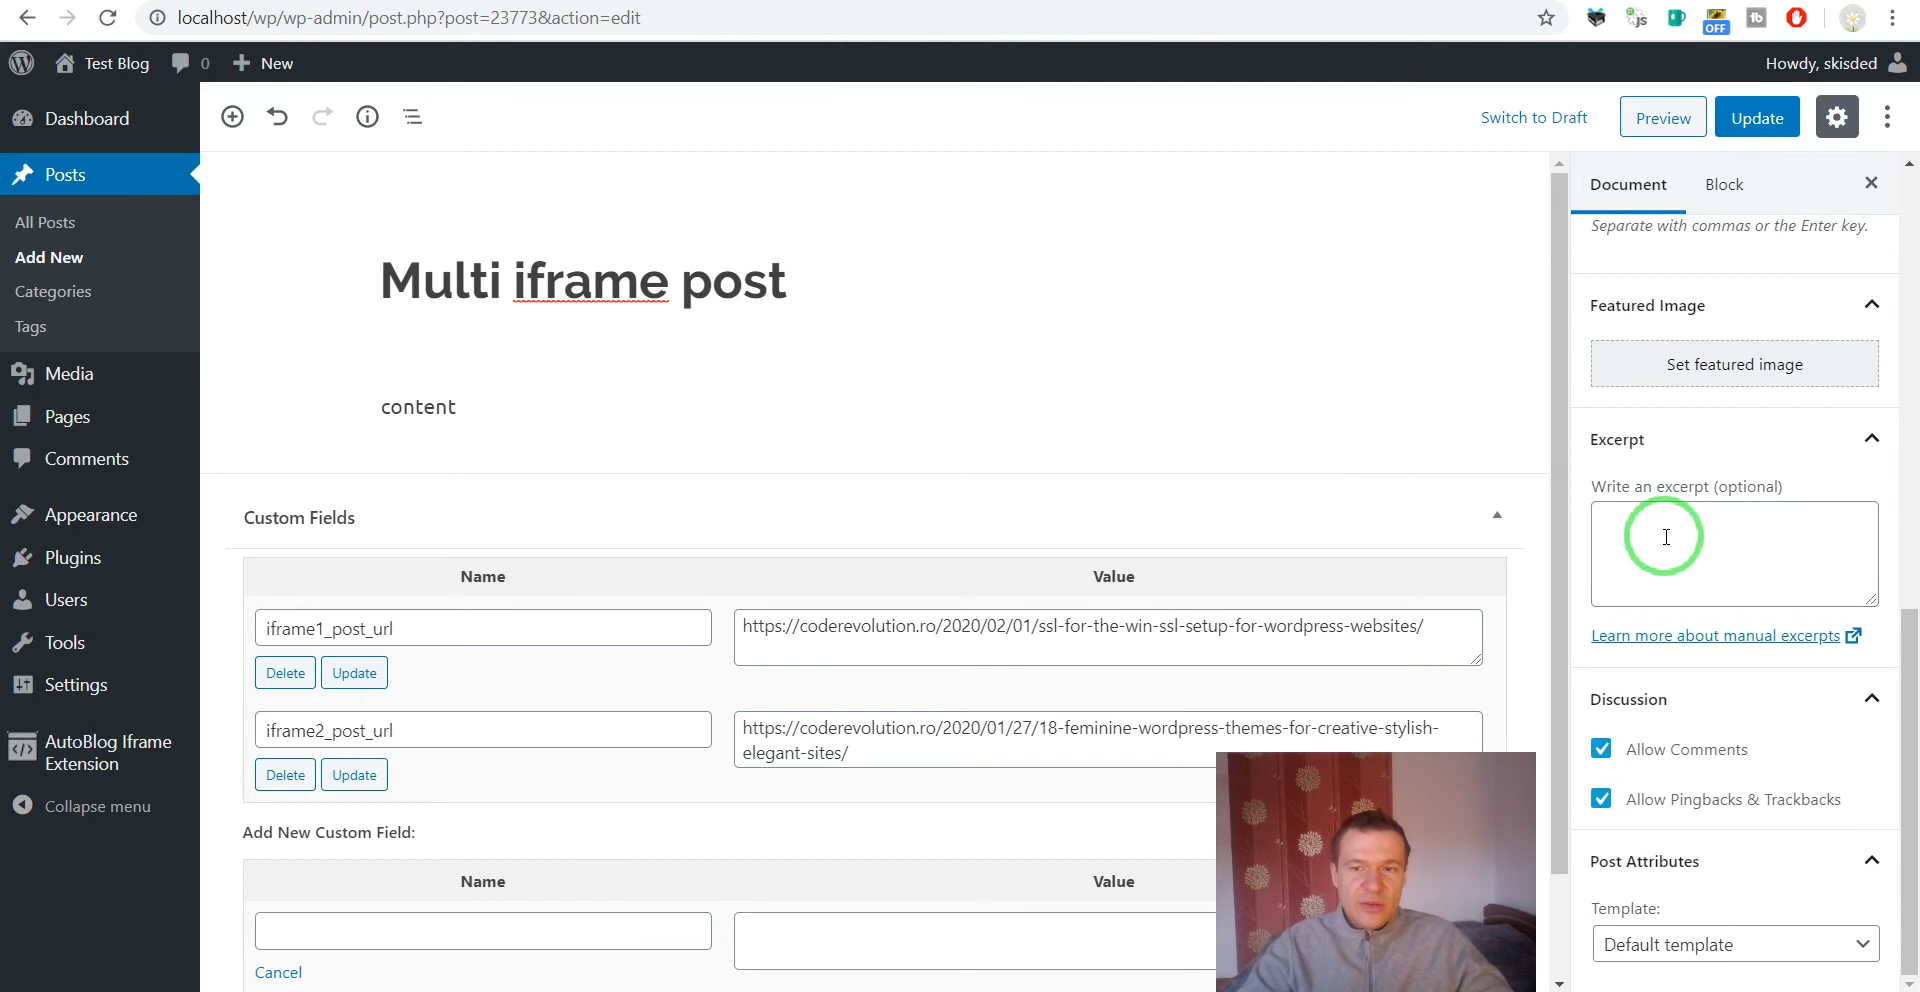 localhost/wp/wp-admin/post.php?post=23773&action=edit
js
OFF
tb
Test Blog
0
New
Howdy, skisded
Dashboard
Posts
All Posts
Add New
Categories
Tags
Media
Pages
Comments
Appearance
Plugins
Users
Tools
Settings
AutoBlog Iframe
Extension
Collapse menu
Switch to Draft
Preview
Update
Multi iframe post
content
Custom Fields
Name Value
iframe1_post_url
https://coderevolution.ro/2020/02/01/ssl-for-the-win-ssl-setup-for-wordpress-websites/
Delete Update
iframe2_post_url
https://coderevolution.ro/2020/01/27/18-feminine-wordpress-themes-for-creative-stylish-
elegant-sites/
Delete Update
Add New Custom Field:
Name Value
Cancel
Document Block
Separate with commas or the Enter key.
Featured Image
Set featured image
Excerpt
Write an excerpt (optional)
Learn more about manual excerpts
Discussion
Allow Comments
Allow Pingbacks & Trackbacks
Post Attributes
Template:
Default template